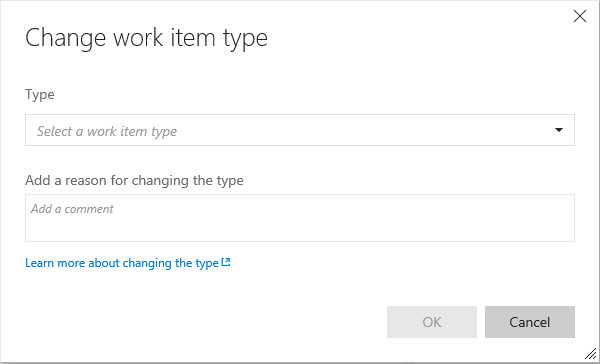 Change work item type
Type
Select a work item type
Add a reason for changing the type
Add a comment
Learn more about changing the type
OK
Cancel